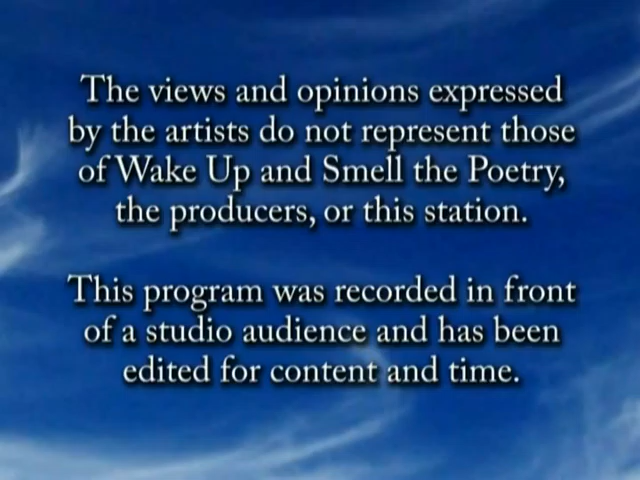 The views and opinions expressed
by the artists do not represent those
of Wake Up and Smell the Poetry,
the producers, or this station.
This program was recorded in front
of a studio audience and has been
edited for content and time.